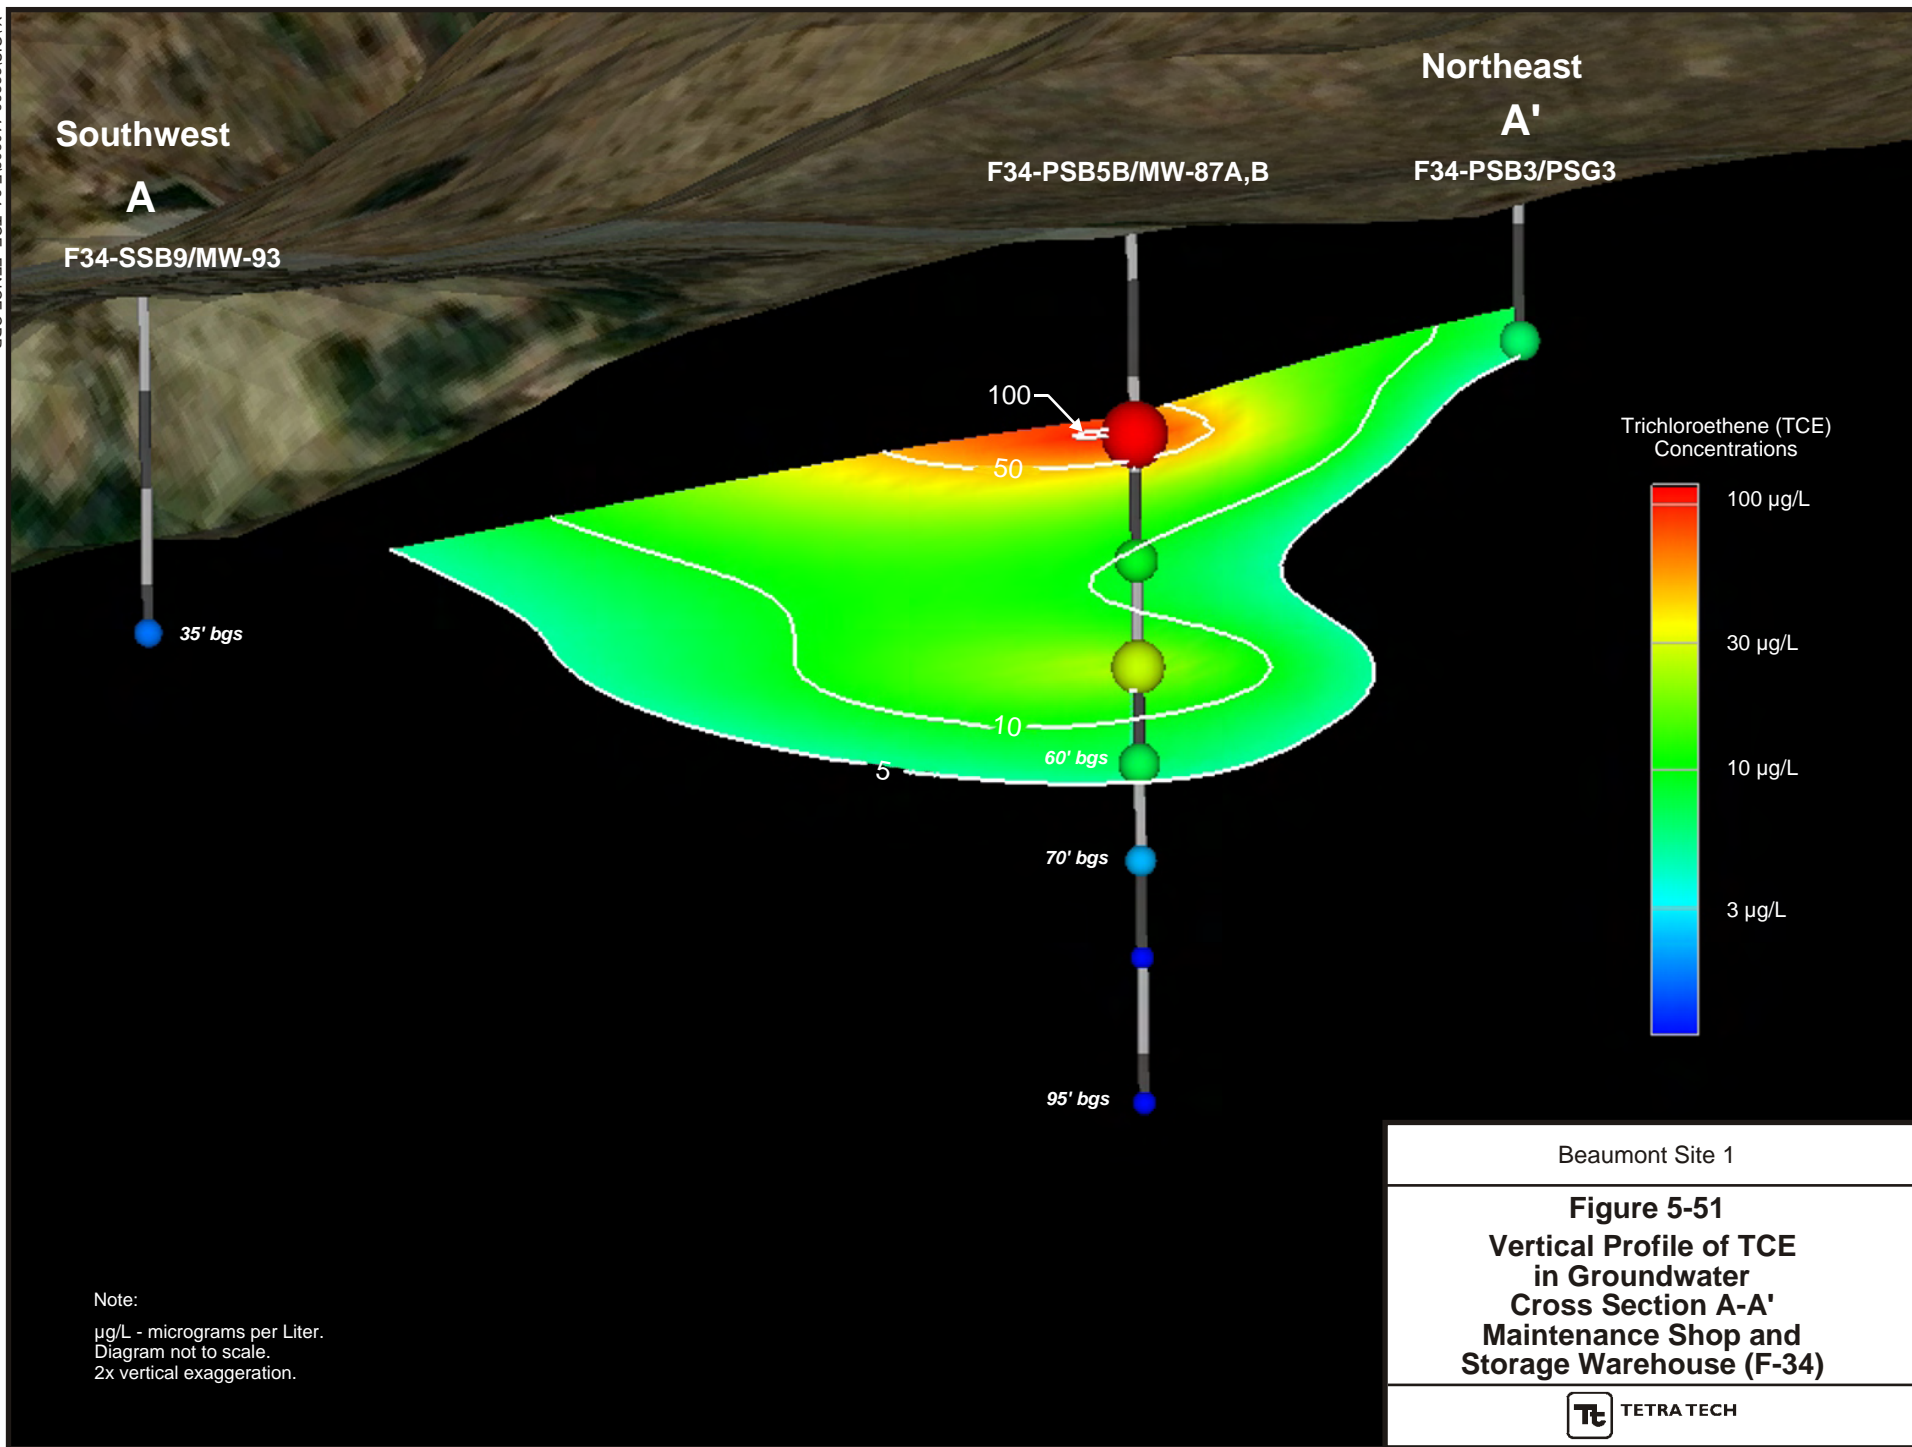 Northeast
A'
F34-PSB3/PSG3
Southwest
A
F34-SSB9/MW-93
F34-PSB5B/MW-87A,B
100
50
10
5
35' bgs
60' bgs
70' bgs
95' bgs
Trichloroethene (TCE)
Concentrations
100 µg/L
30 µg/L
10 µg/L
3 µg/L
Note:
µg/L - micrograms per Liter.
Diagram not to scale.
2x vertical exaggeration.
Beaumont Site 1
Figure 5-51
Vertical Profile of TCE
in Groundwater
Cross Section A-A'
Maintenance Shop and
Storage Warehouse (F-34)
Tt TETRA TECH